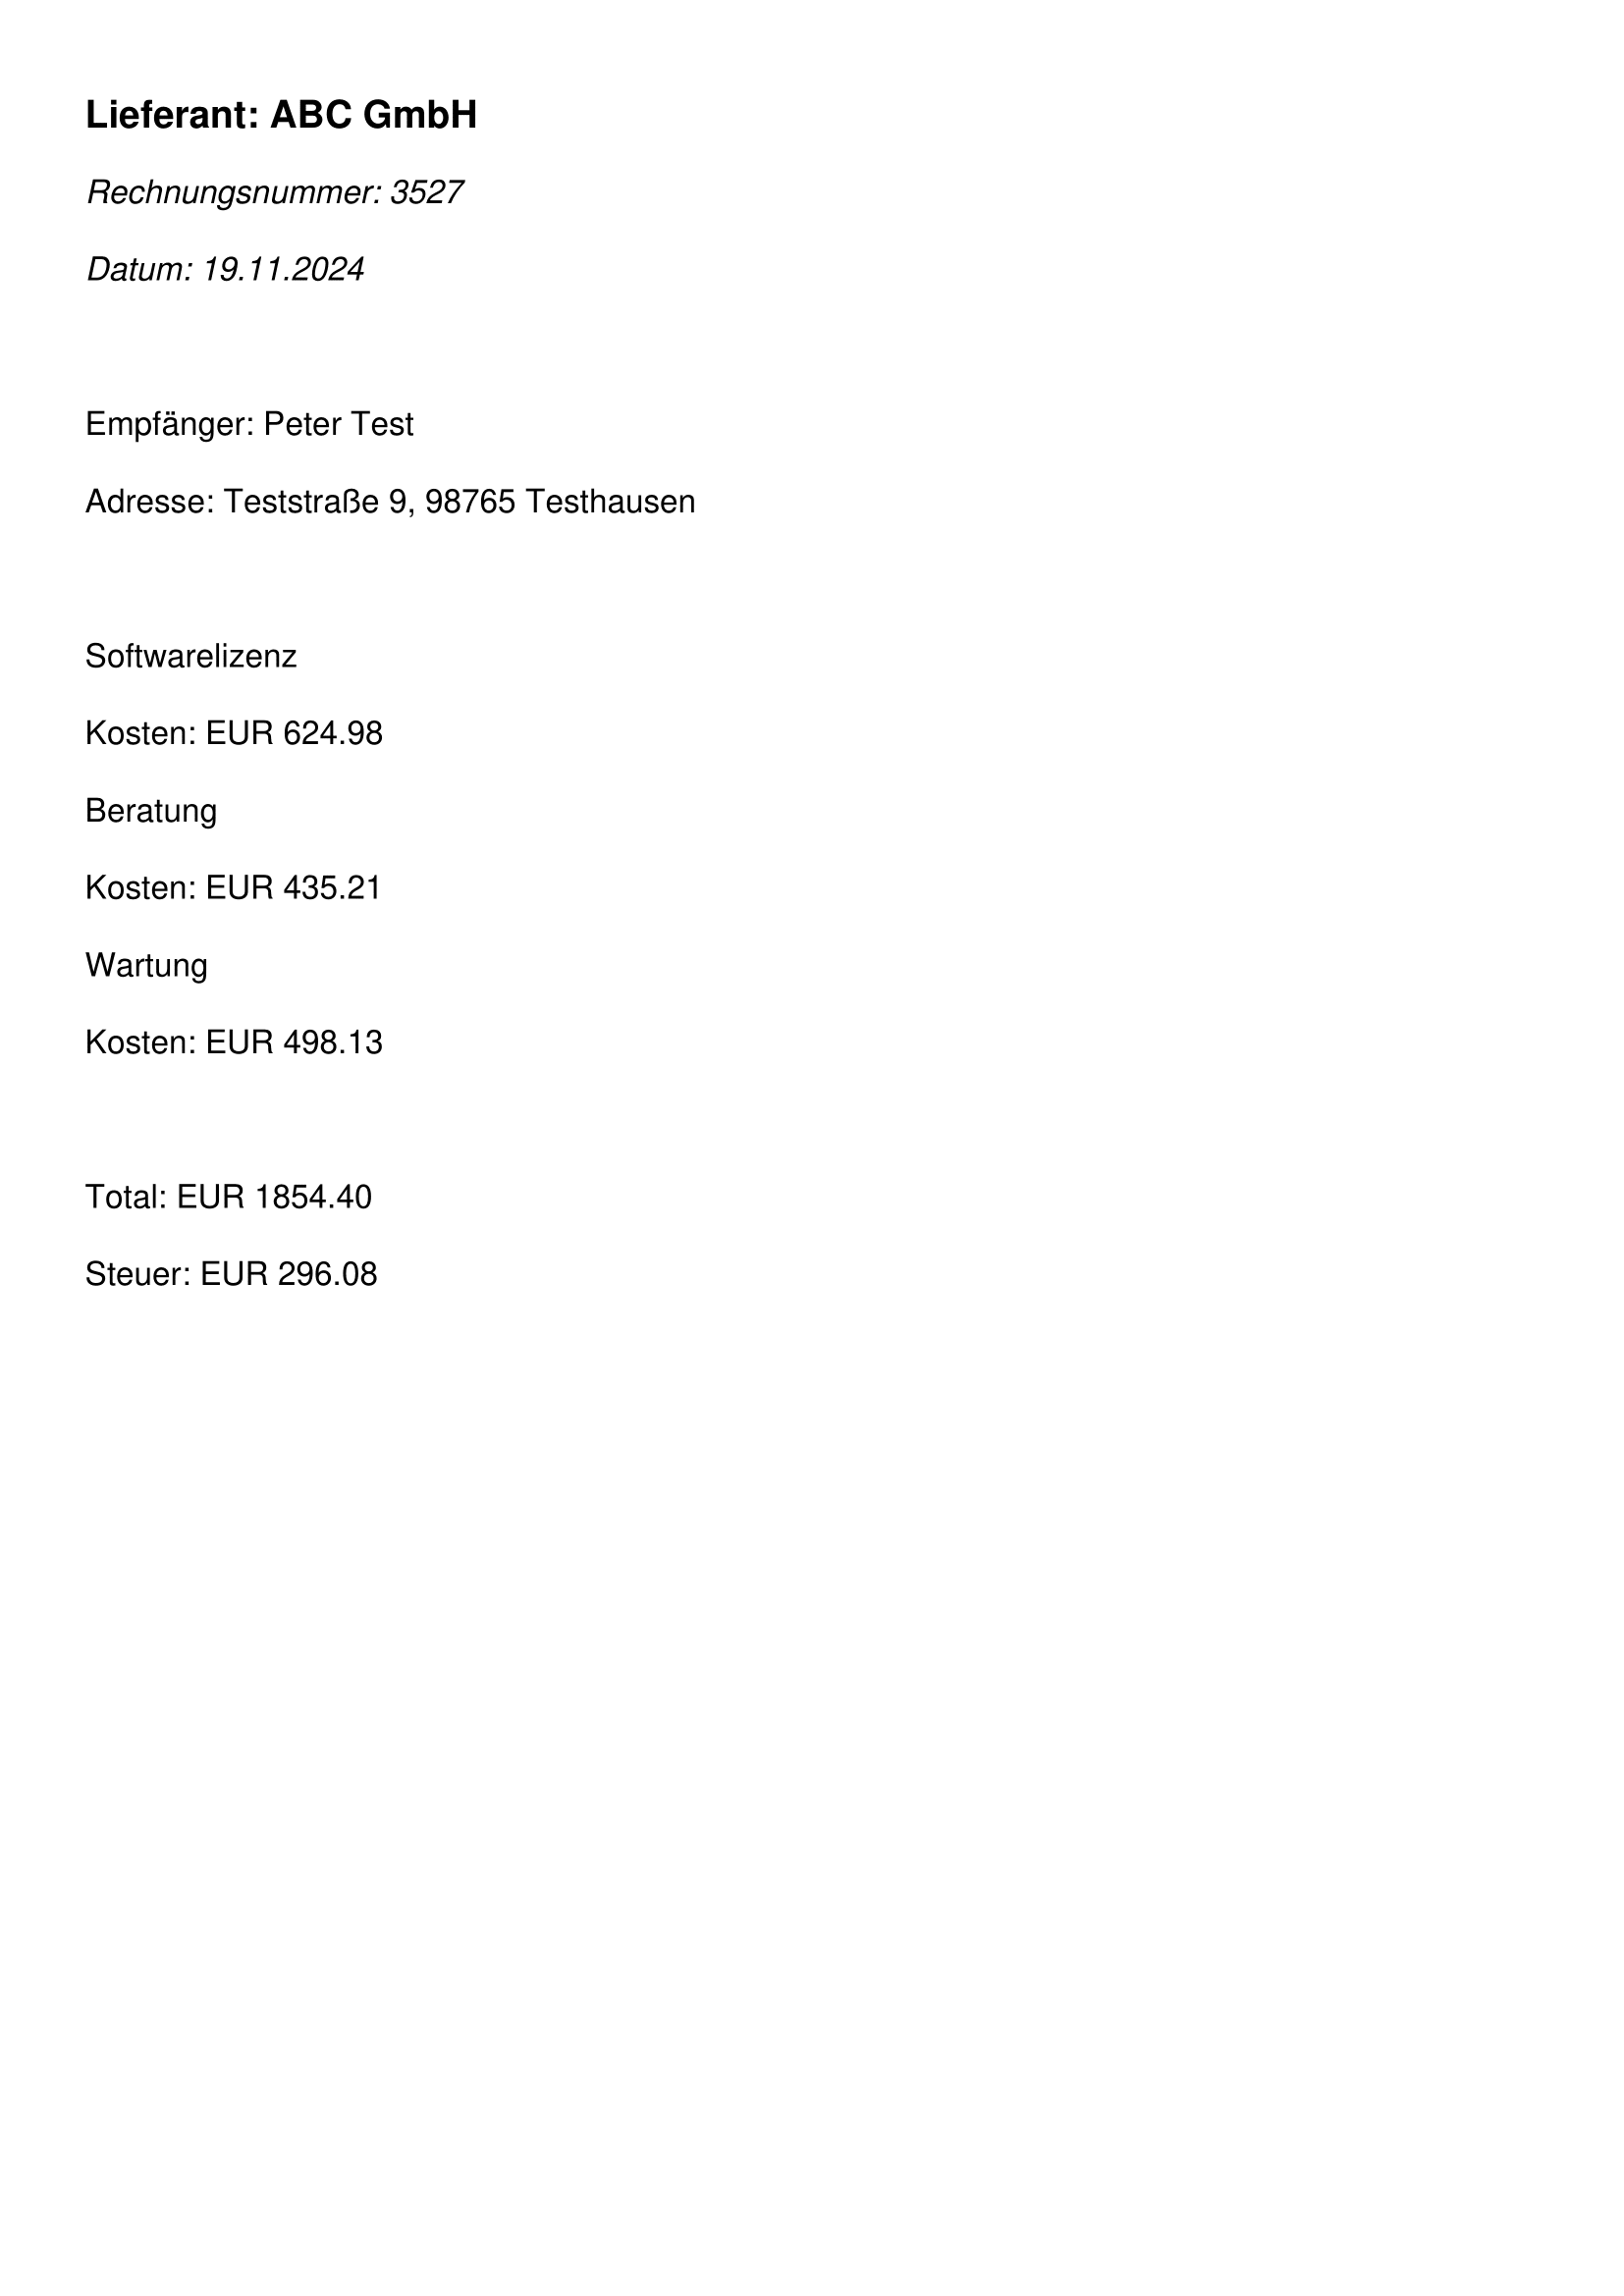 Lieferant: ABC GmbH
Rechnungsnummer: 3527
Datum: 19.11.2024
Empfänger: Peter Test
Adresse: Teststraße 9, 98765 Testhausen
Softwarelizenz
Kosten: EUR 624.98
Beratung
Kosten: EUR 435.21
Wartung
Kosten: EUR 498.13
Total: EUR 1854.40
Steuer: EUR 296.08